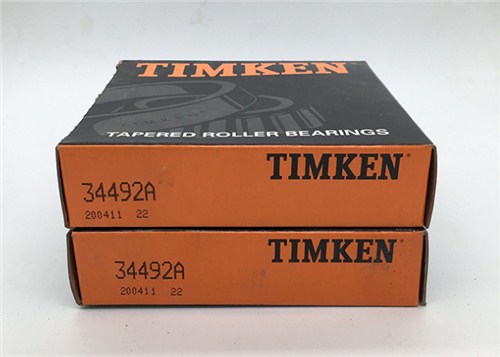 TIMKEN
TAPERED ROLLER BEARINGS
TIMKEN®
34492A
200411 22
TIMKEN®
34492A
200411 22